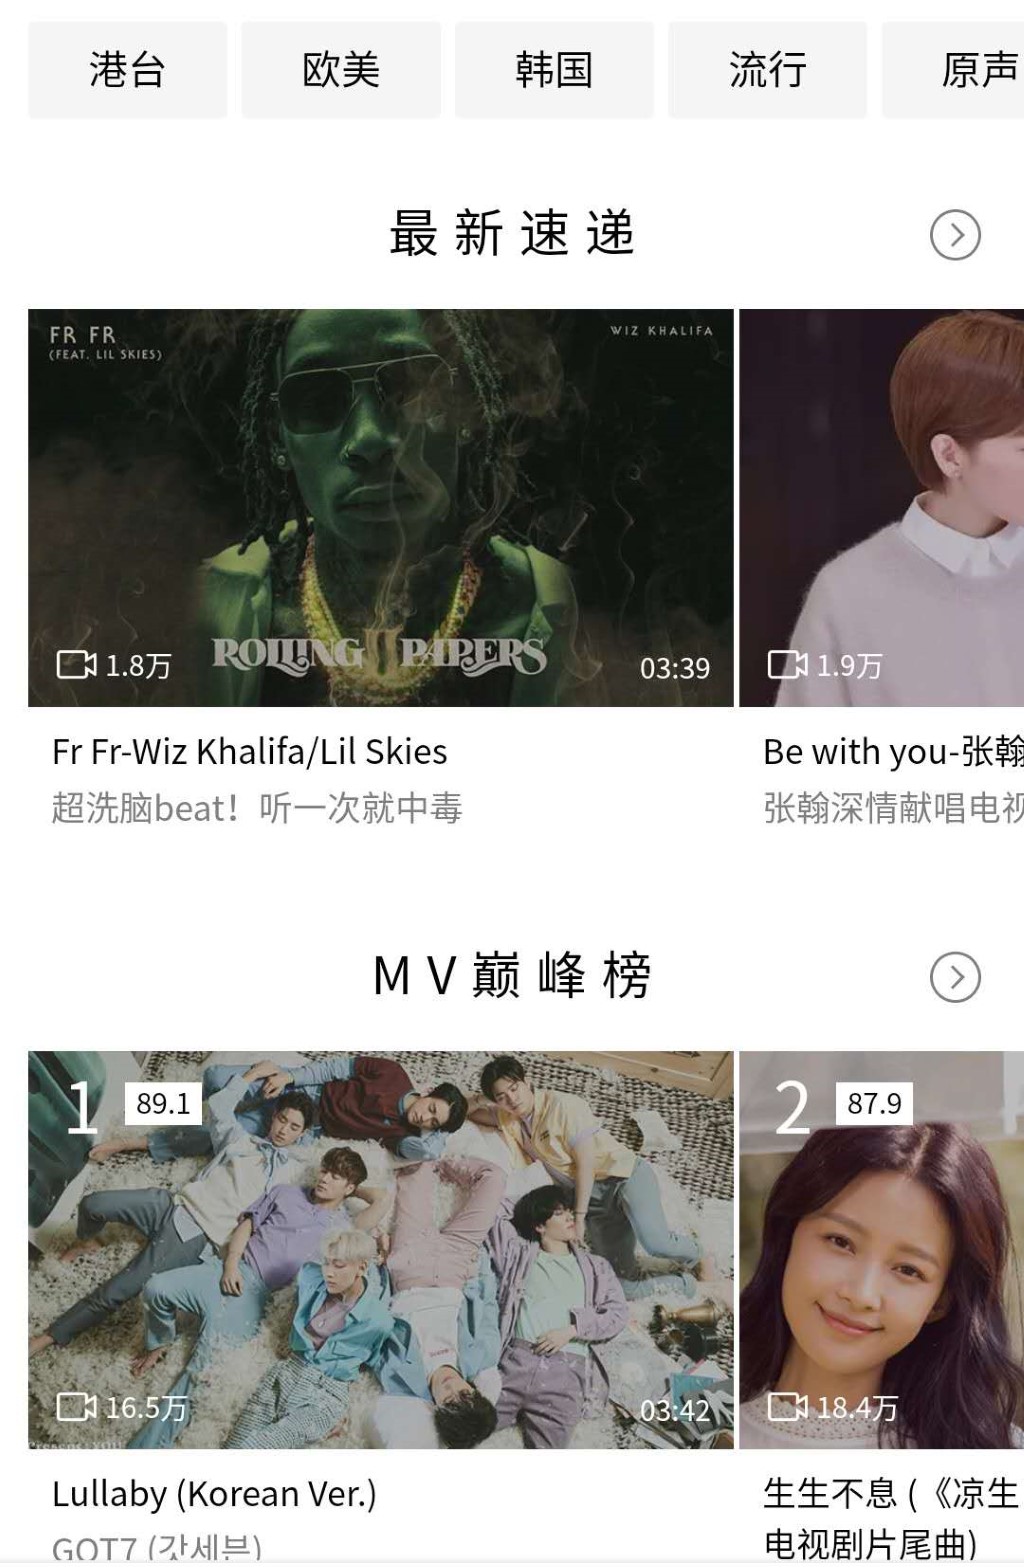 港台 欧美 韩国 流行 原声
最新速递
FR FR WIZ KHALIFA
(FEAT. LIL SKIES)
ROLLING PAPERS
1.8万 03:39 1.9万
Fr Fr-Wiz Khalifa/Lil Skies Be with you-张翰
超洗脑beat！听一次就中毒 张翰深情献唱电视
MV巅峰榜
1 89.1 2 87.9
16.5万 03:42 18.4万
Lullaby (Korean Ver.) 生生不息 (《凉生
电视剧片尾曲)
GOT7 (갓세븐)